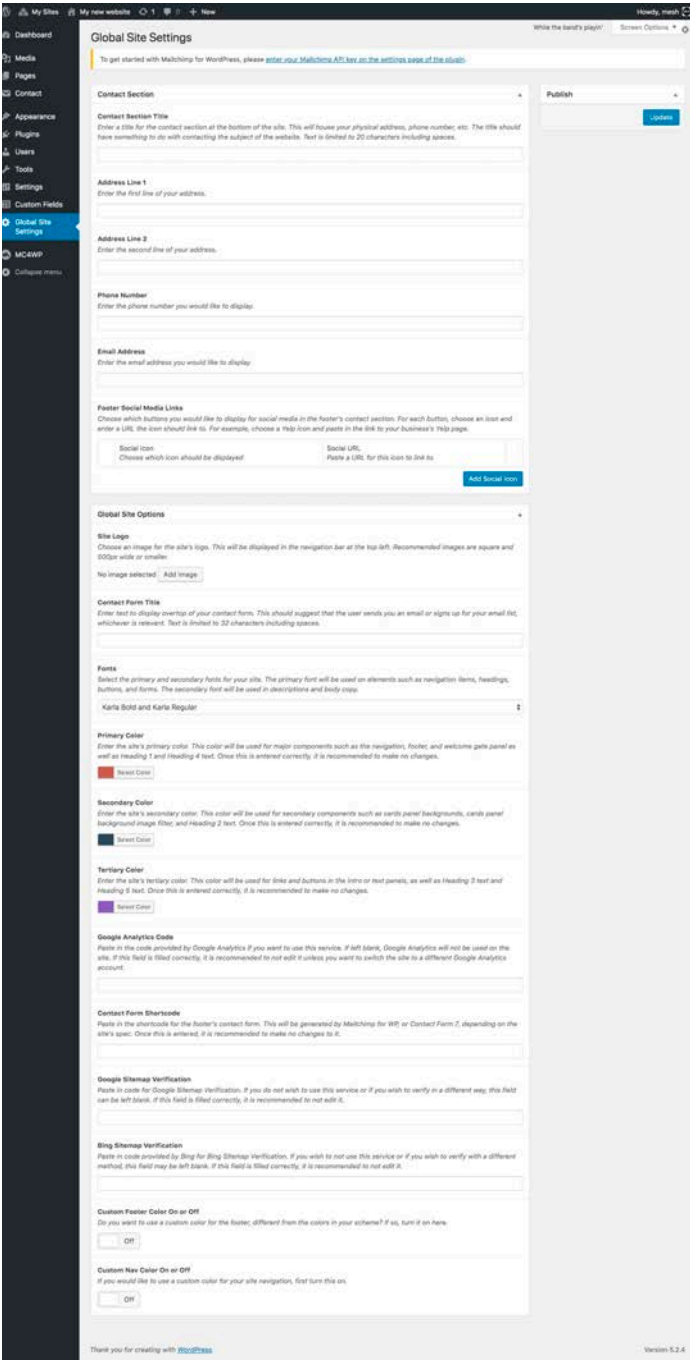 My Sites My new website 1 0 + New Howdy, mesh
While the band's playin' Screen Options
Dashboard
Media
Pages
Contact
Appearance
Plugins
Users
Tools
Settings
Custom Fields
Global Site
Settings
MC4WP
Collapse menu
Global Site Settings
To get started with Mailchimp for WordPress, please enter your Mailchimp API key on the settings page of the plugin.
Contact Section
Contact Section Title
Enter a title for the contact section at the bottom of the site. This will house your physical address, phone number, etc. The title should
have something to do with contacting the subject of the website. Text is limited to 20 characters including spaces.
Address Line 1
Enter the first line of your address.
Address Line 2
Enter the second line of your address.
Phone Number
Enter the phone number you would like to display.
Email Address
Enter the email address you would like to display.
Footer Social Media Links
Choose which buttons you would like to display for social media in the footer's contact section. For each button, choose an icon and
enter a URL the icon should link to. For example, choose a Yelp icon and paste in the link to your business's Yelp page.
Social Icon Social URL
Choose which icon should be displayed Paste a URL for this icon to link to.
Add Social Icon
Publish
Update
Global Site Options
Site Logo
Choose an image for the site's logo. This will be displayed in the navigation bar at the top left. Recommended images are square and
500px wide or smaller.
No image selected Add Image
Contact Form Title
Enter text to display overtop of your contact form. This should suggest that the user sends you an email or signs up for your email list,
whichever is relevant. Text is limited to 32 characters including spaces.
Fonts
Select the primary and secondary fonts for your site. The primary font will be used on elements such as navigation items, headings,
buttons, and forms. The secondary font will be used in descriptions and body copy.
Karla Bold and Karla Regular
Primary Color
Enter the site's primary color. This color will be used for major components such as the navigation, footer, and welcome gate panel as
well as Heading 1 and Heading 4 text. Once this is entered correctly, it is recommended to make no changes.
Select Color
Secondary Color
Enter the site's secondary color. This color will be used for secondary components such as cards panel backgrounds, cards panel
background image filter, and Heading 2 text. Once this is entered correctly, it is recommended to make no changes.
Select Color
Tertiary Color
Enter the site's tertiary color. This color will be used for links and buttons in the intro or text panels, as well as Heading 3 text and
Heading 5 text. Once this is entered correctly, it is recommended to make no changes.
Select Color
Google Analytics Code
Paste in the code provided by Google Analytics if you want to use this service. If left blank, Google Analytics will not be used on the
site. If this field is filled correctly, it is recommended to not edit it unless you want to switch the site to a different Google Analytics
account.
Contact Form Shortcode
Paste in the shortcode for the footer's contact form. This will be generated by Mailchimp for WP, or Contact Form 7, depending on the
site's spec. Once this is entered, it is recommended to make no changes to it.
Google Sitemap Verification
Paste in code for Google Sitemap Verification. If you do not wish to use this service or if you wish to verify in a different way, this field
can be left blank. If this field is filled correctly, it is recommended to not edit it.
Bing Sitemap Verification
Paste in code provided by Bing for Bing Sitemap Verification. If you wish to not use this service or if you wish to verify with a different
method, this field may be left blank. If this field is filled correctly, it is recommended to not edit it.
Custom Footer Color On or Off
Do you want to use a custom color for the footer, different from the colors in your scheme? If so, turn it on here.
Off
Custom Nav Color On or Off
If you would like to use a custom color for your site navigation, first turn this on.
Off
Thank you for creating with WordPress. Version 5.2.4